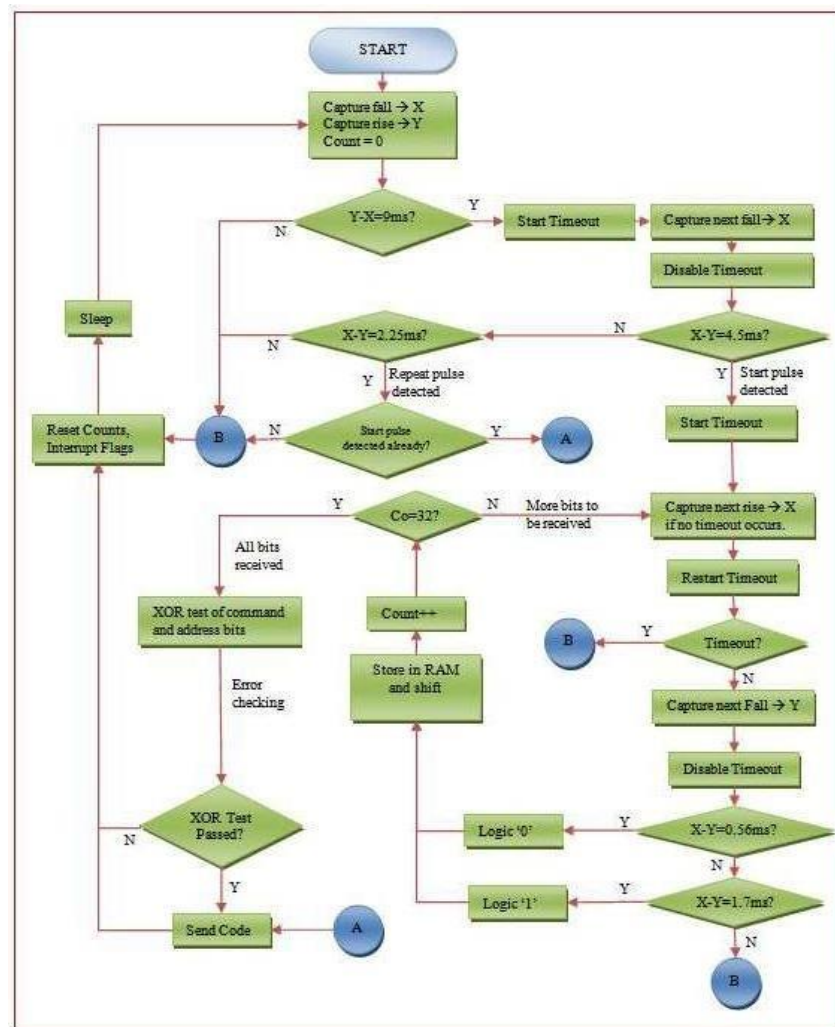 START
Capture fall → X
Capture rise → Y
Count = 0
Y-X=9ms?
Y
N
Start Timeout
Capture next fall → X
Disable Timeout
Sleep
X-Y=2.25ms?
N
N
X-Y=4.5ms?
Y
Repeat pulse
detected
Y
Start pulse
detected
Reset Counts,
Interrupt Flags
B
N
Start pulse
detected already?
Y
A
Start Timeout
Y
Co=32?
N
More bits to
be received
Capture next rise → X
if no timeout occurs.
All bits
received
Restart Timeout
XOR test of command
and address bits
Count++
B
Y
Timeout?
N
Store in RAM
and shift
Error
checking
Capture next Fall → Y
Disable Timeout
XOR Test
Passed?
N
Y
Logic ‘0’
Y
X-Y=0.56ms?
N
Logic ‘1’
Y
X-Y=1.7ms?
N
Send Code
A
B